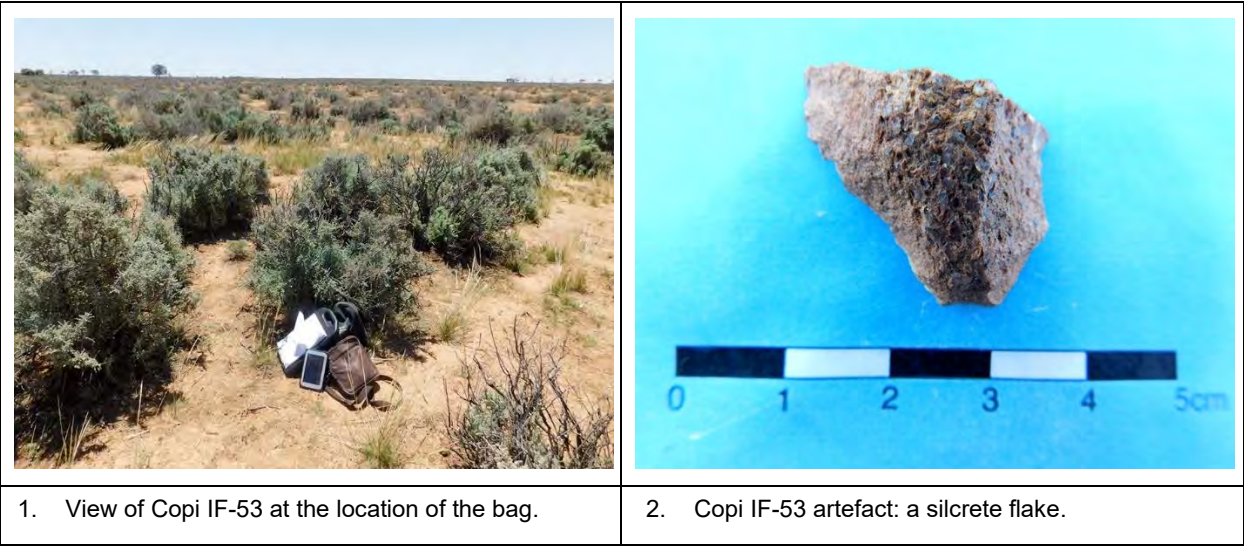 0 1 2 3 4 5cm
1. View of Copi IF-53 at the location of the bag.
2. Copi IF-53 artefact: a silcrete flake.